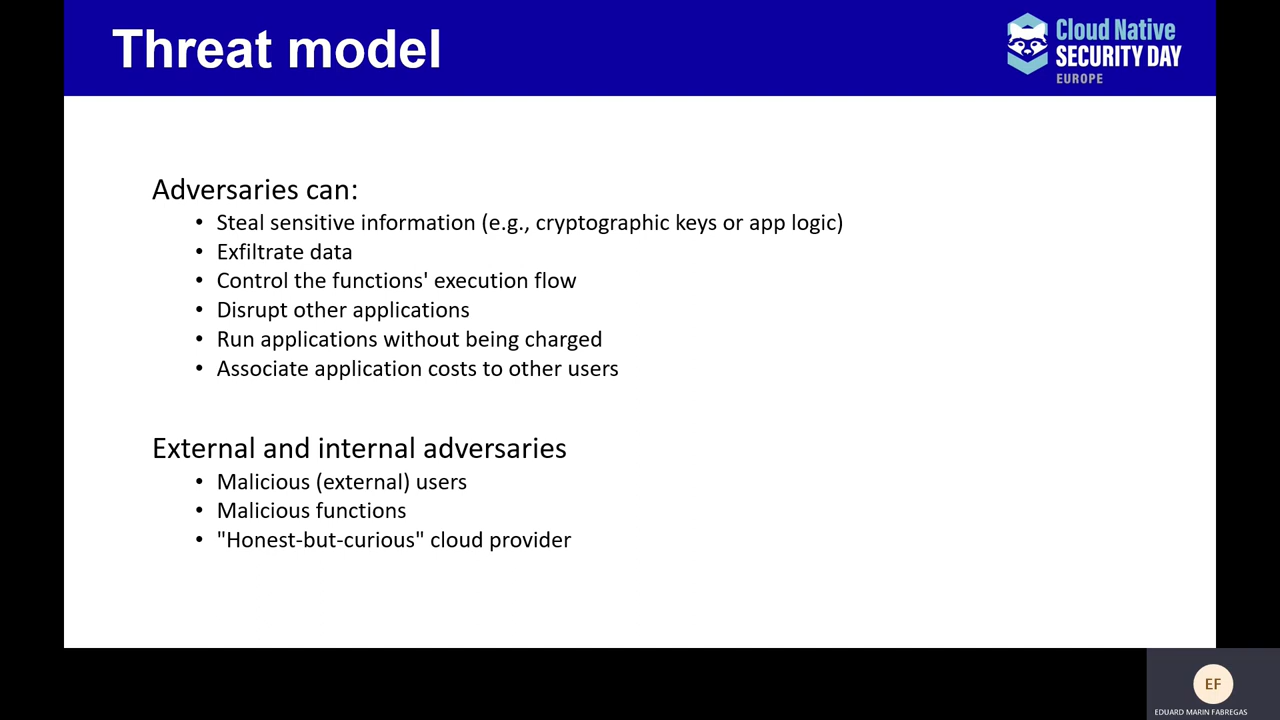 Threat model
Cloud Native
SECURITY DAY
EUROPE
Adversaries can:
• Steal sensitive information (e.g., cryptographic keys or app logic)
• Exfiltrate data
• Control the functions' execution flow
• Disrupt other applications
• Run applications without being charged
• Associate application costs to other users
External and internal adversaries
• Malicious (external) users
• Malicious functions
• "Honest-but-curious" cloud provider
EF
EDUARD MARIN FABREGAS